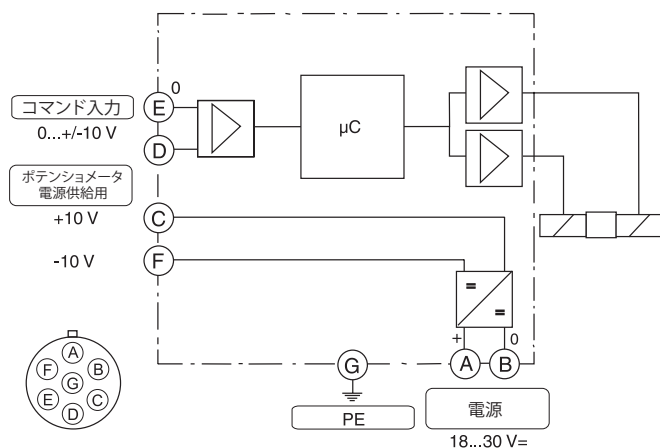 コマンド入力
0...+/-10 V
E
0
D
µC
ポテンショメータ
電源供給用
+10 V
C
-10 V
F
=
=
+
0
A
B
G
PE
電源
18...30 V=
A
F
B
G
E
C
D